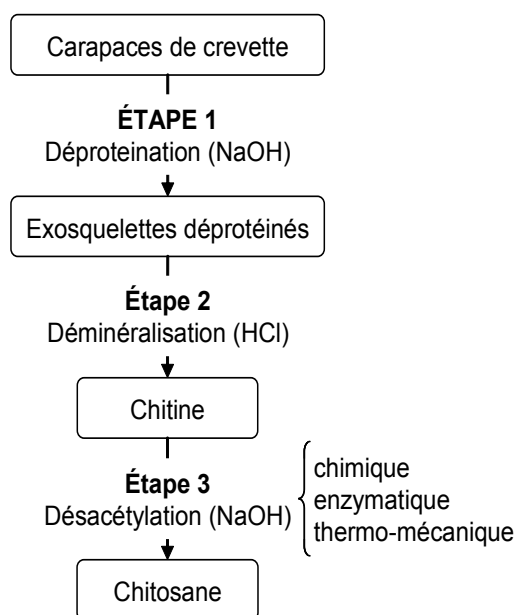 Carapaces de crevette
ÉTAPE 1
Déproteination (NaOH)
Exosquelettes déprotéinés
Étape 2
Déminéralisation (HCl)
Chitine
Étape 3
Désacétylation (NaOH)
chimique
enzymatique
thermo-mécanique
Chitosane